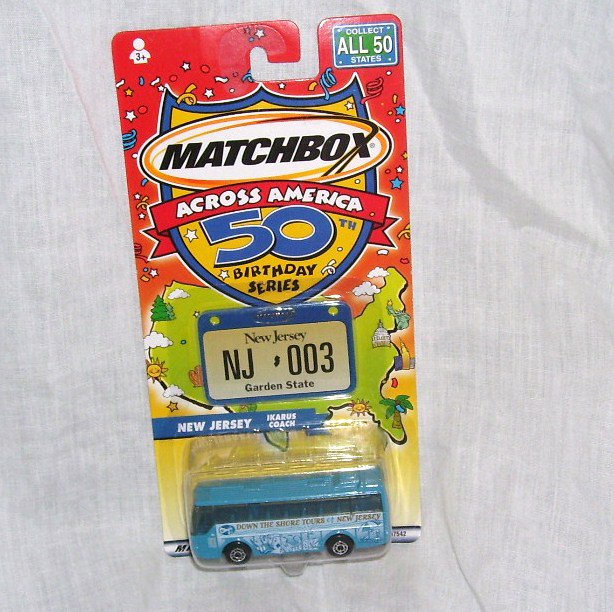 3+
COLLECT
ALL 50
STATES
MATCHBOX®
ACROSS AMERICA
50TH
BIRTHDAY
SERIES
New Jersey
NJ 003
Garden State
NEW JERSEY
IKARUS
COACH
DOWN THE SHORE TOURS of NEW JERSEY